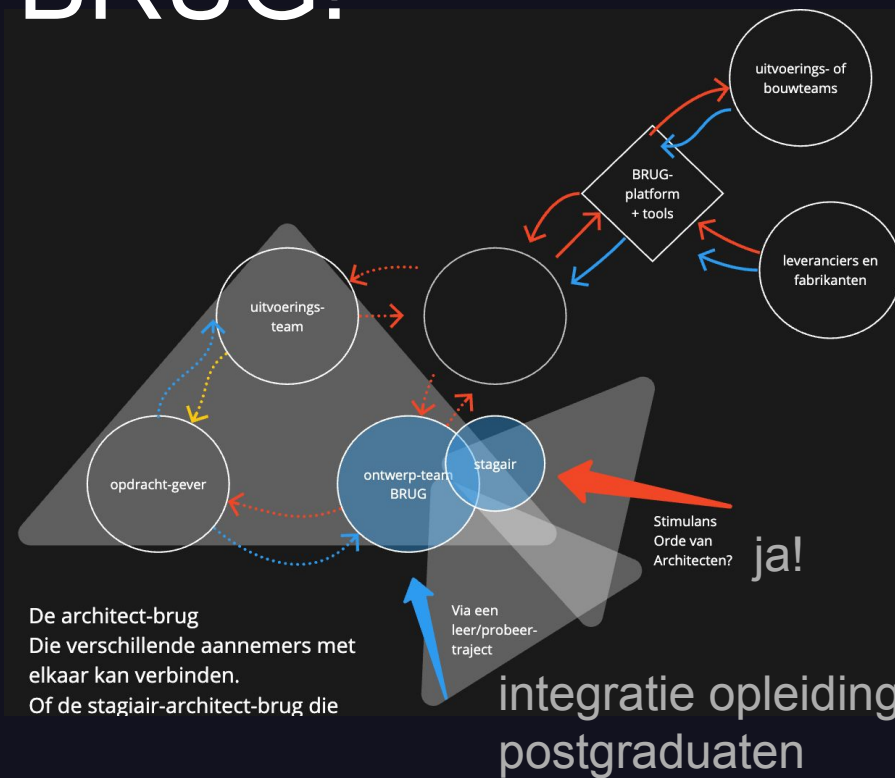 BRUG!
uitvoerings- of
bouwteams
BRUG-
platform
+ tools
leveranciers en
fabrikanten
uitvoerings-
team
opdracht-gever
ontwerp-team
BRUG
stagair
Stimulans
Orde van
Architecten?
ja!
Via een
leer/probeer-
traject
De architect-brug
Die verschillende aannemers met
elkaar kan verbinden.
Of de stagiair-architect-brug die
integratie opleiding
postgraduaten